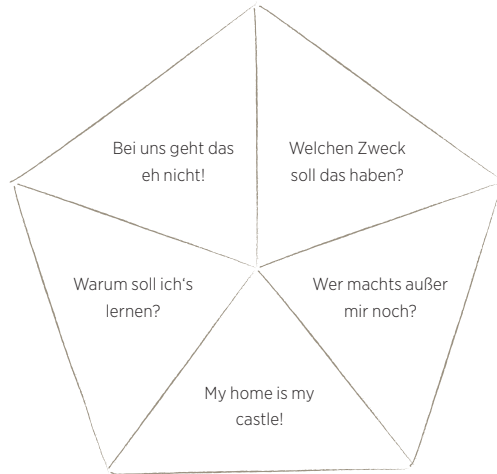 Bei uns geht das
eh nicht!
Welchen Zweck
soll das haben?
Warum soll ich‘s
lernen?
Wer machts außer
mir noch?
My home is my
castle!